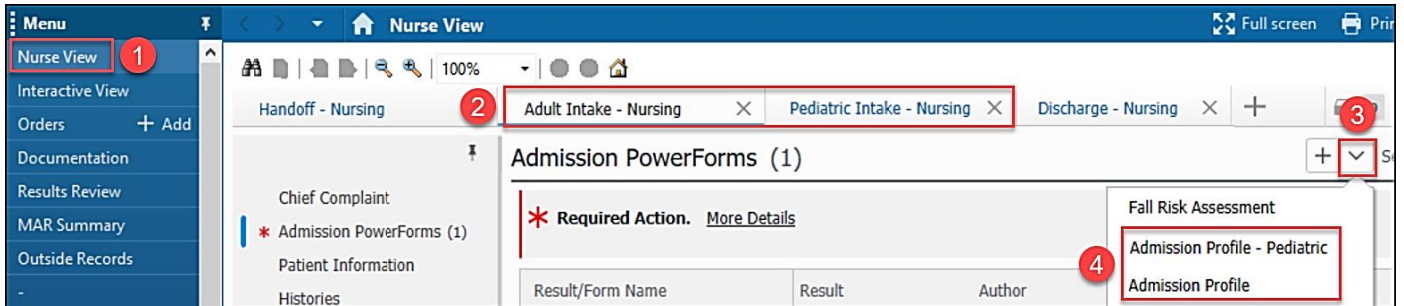 Menu
Nurse View
Full screen
Prin
Nurse View
1
100%
Interactive View
Orders + Add
Handoff - Nursing
2
Adult Intake - Nursing
Pediatric Intake - Nursing
Discharge - Nursing
3
Documentation
Admission PowerForms (1)
Results Review
Chief Complaint
Required Action. More Details
Fall Risk Assessment
MAR Summary
* Admission PowerForms (1)
Admission Profile - Pediatric
Outside Records
Patient Information
4
Admission Profile
-
Histories
Result/Form Name
Result
Author